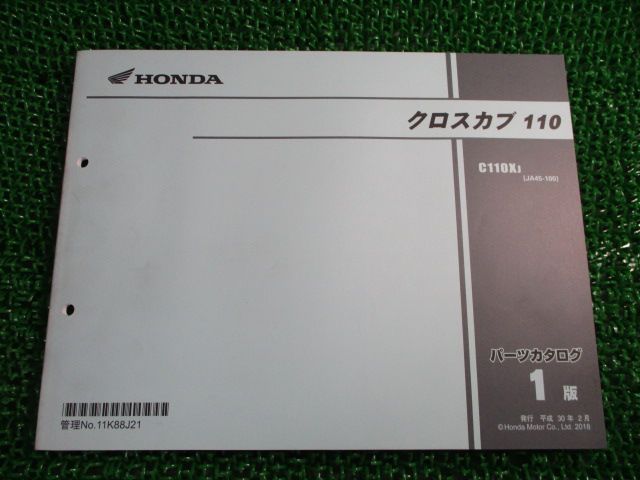 HONDA
クロスカブ 110
C110XJ
(JA45-100)
パーツカタログ
1 版
発行 平成 30 年 2 月
©Honda Motor Co., Ltd 2018
管理No.11K88J21